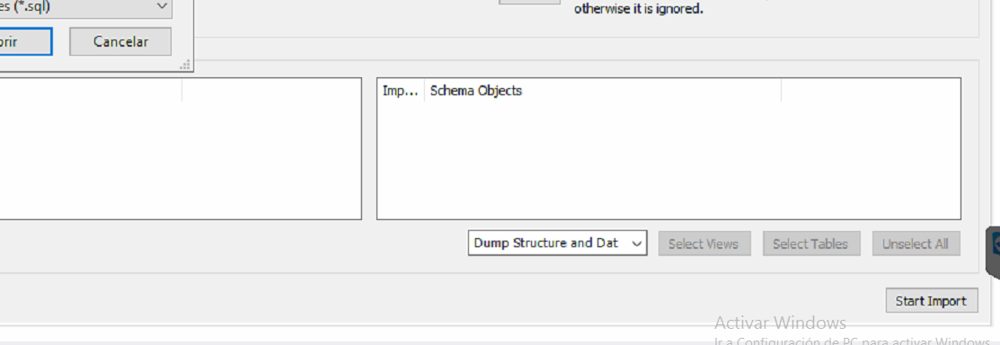 es (*.sql)
otherwise it is ignored.
rir
Cancelar
Imp...
Schema Objects
Dump Structure and Dat
Select Views
Select Tables
Unselect All
Start Import
Activar Windows
Ir a Configuración de PC para activar Windows.